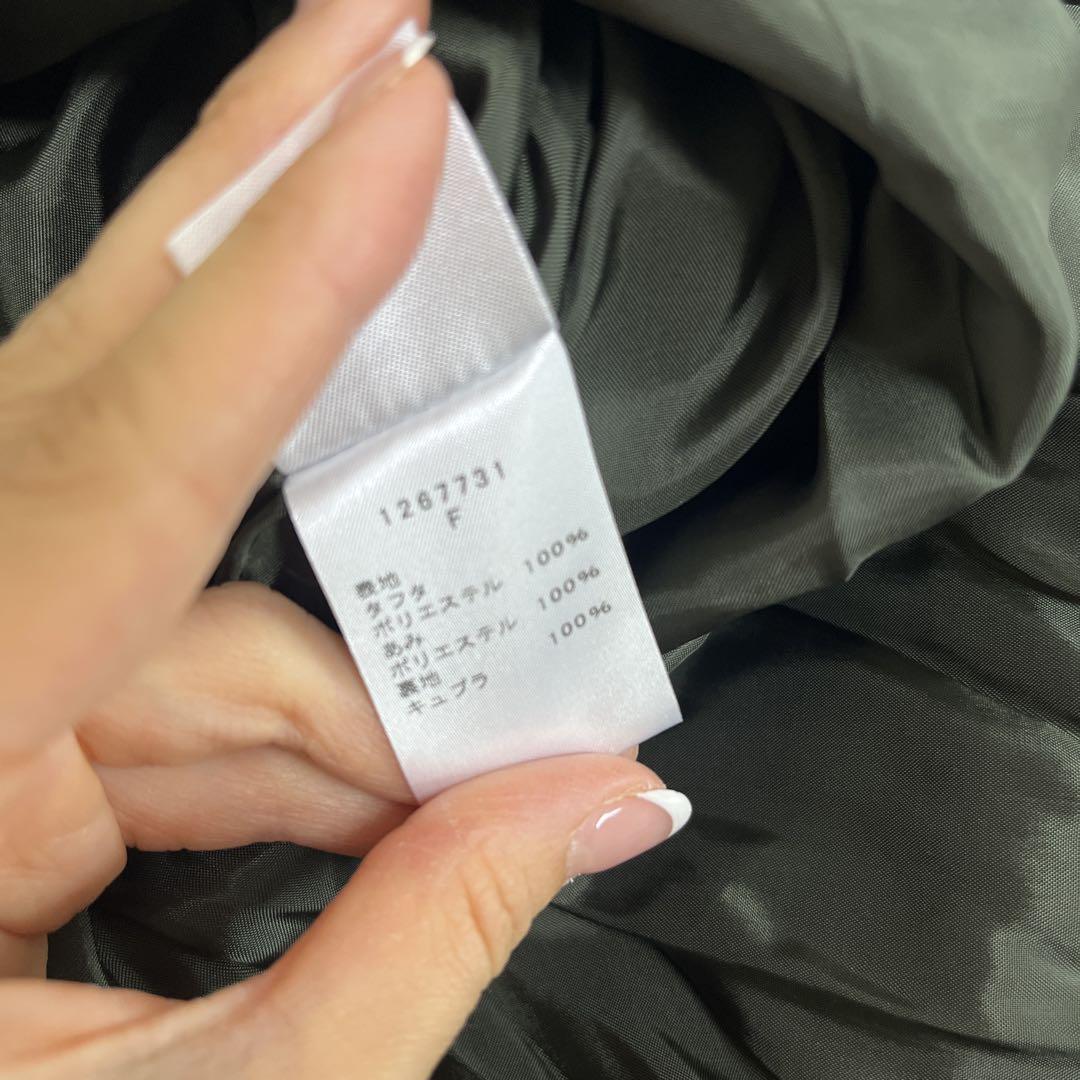 1267731
F
表地
タフタ
ポリエステル 100%
あみ
ポリエステル 100%
裏地
キュプラ 100%